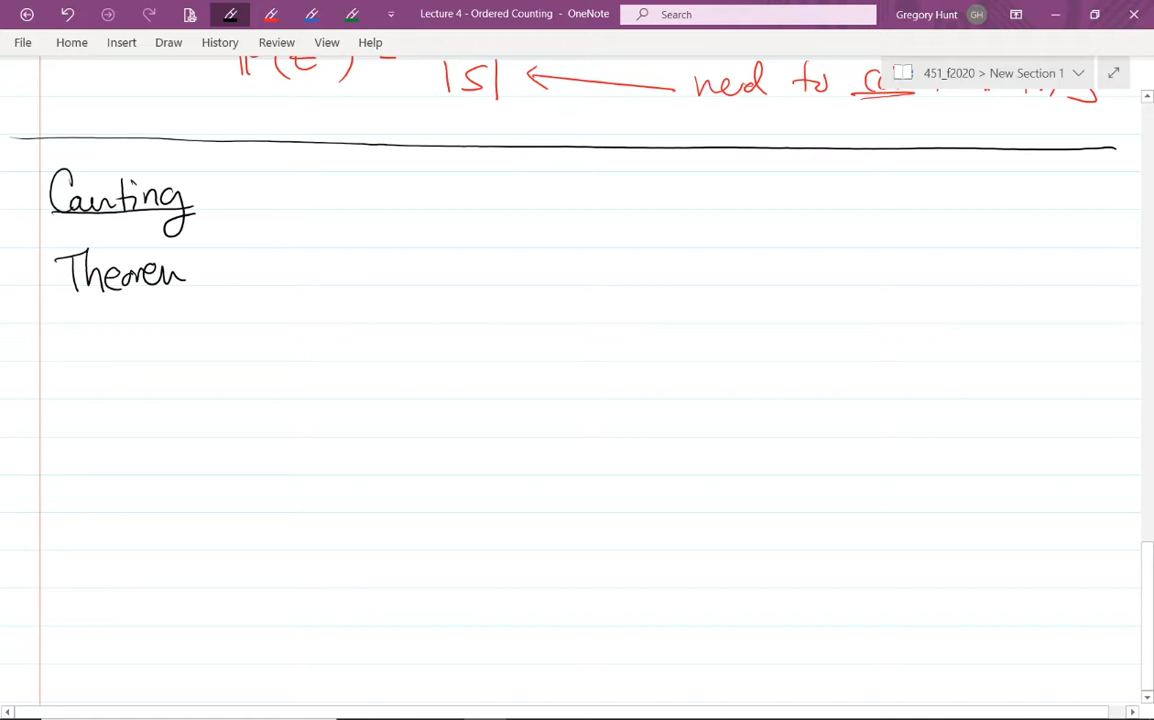 Lecture 4 - Ordered Counting - OneNote
Search
Gregory Hunt GH
File Home Insert Draw History Review View Help
451_f2020 > New Section 1
P(E) =
|S| ← need to
Counting
Theorem